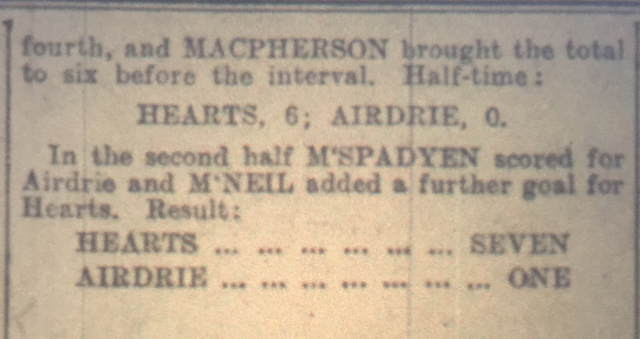 fourth, and MACPHERSON brought the total
to six before the interval. Half-time:
HEARTS, 6; AIRDRIE, 0.
In the second half M'SPADYEN scored for
Airdrie and M'NEIL added a further goal for
Hearts. Result:
HEARTS ... ... ... ... ... ... SEVEN
AIRDRIE ... ... ... ... ... ... ... ONE